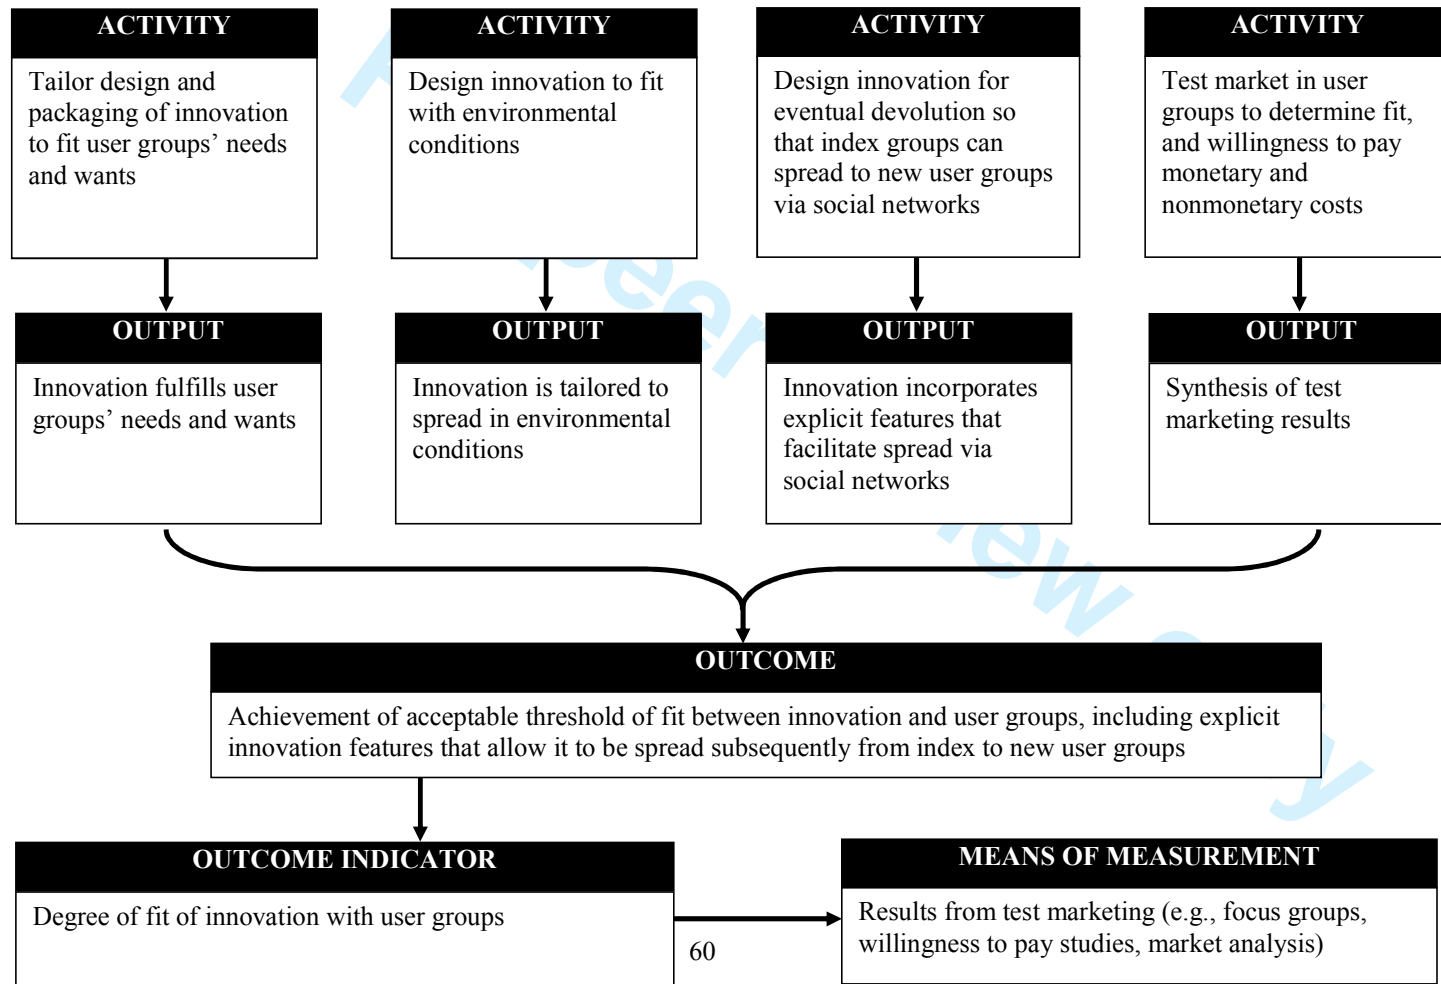 ACTIVITY
Tailor design and
packaging of innovation
to fit user groups’ needs
and wants
ACTIVITY
Design innovation to fit
with environmental
conditions
ACTIVITY
Design innovation for
eventual devolution so
that index groups can
spread to new user groups
via social networks
ACTIVITY
Test market in user
groups to determine fit,
and willingness to pay
monetary and
nonmonetary costs
OUTPUT
Innovation fulfills user
groups’ needs and wants
OUTPUT
Innovation is tailored to
spread in environmental
conditions
OUTPUT
Innovation incorporates
explicit features that
facilitate spread via
social networks
OUTPUT
Synthesis of test
marketing results
OUTCOME
Achievement of acceptable threshold of fit between innovation and user groups, including explicit
innovation features that allow it to be spread subsequently from index to new user groups
OUTCOME INDICATOR
Degree of fit of innovation with user groups
MEANS OF MEASUREMENT
Results from test marketing (e.g., focus groups,
willingness to pay studies, market analysis)
60